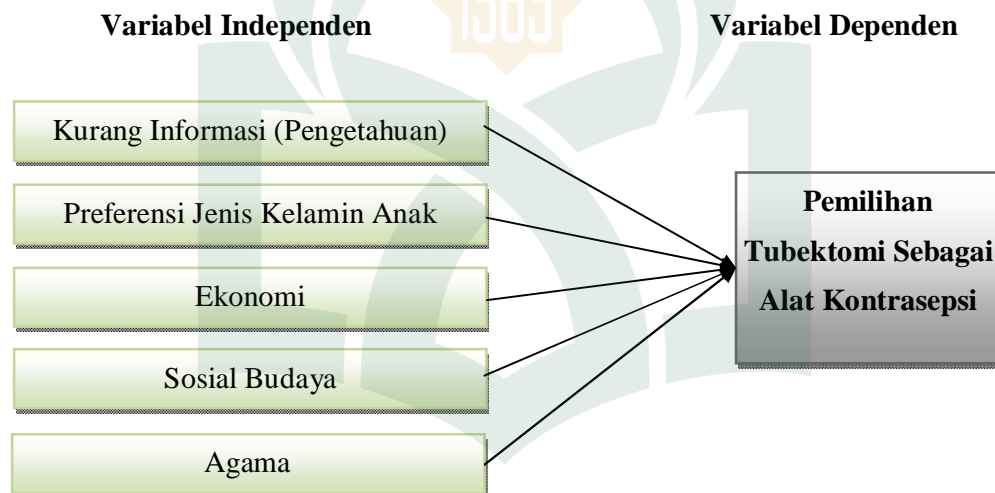 Variabel Independen
Variabel Dependen
Kurang Informasi (Pengetahuan)
Preferensi Jenis Kelamin Anak
Ekonomi
Sosial Budaya
Agama
Pemilihan
Tubektomi Sebagai
Alat Kontrasepsi